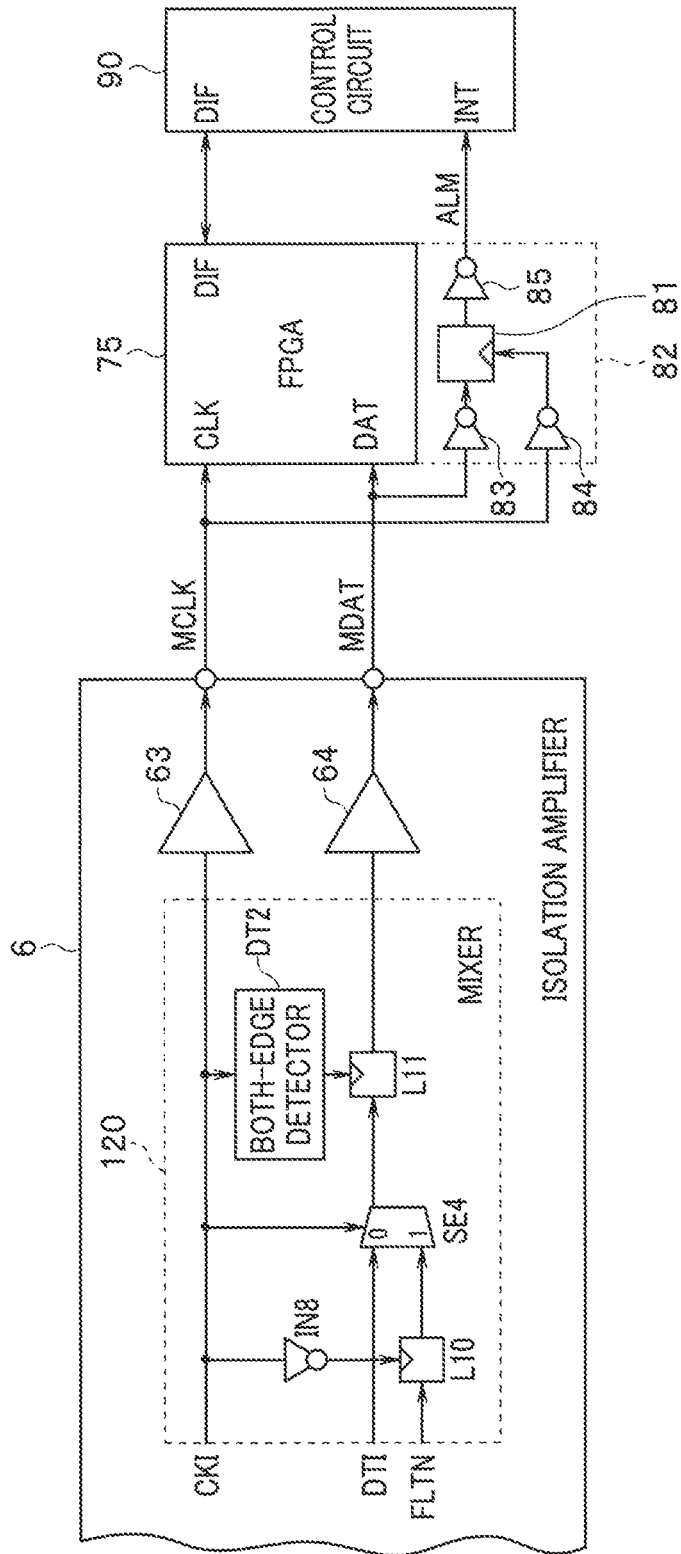 6
120
CKI
DTI
FLTN
IN8
L10
0
1
SE4
BOTH-EDGE
DETECTOR
DT2
L11
MIXER
63
64
ISOLATION AMPLIFIER
MCLK
MDAT
75
CLK
DIF
FPGA
DAT
83
84
85
81
82
ALM
90
DIF
CONTROL
CIRCUIT
INT